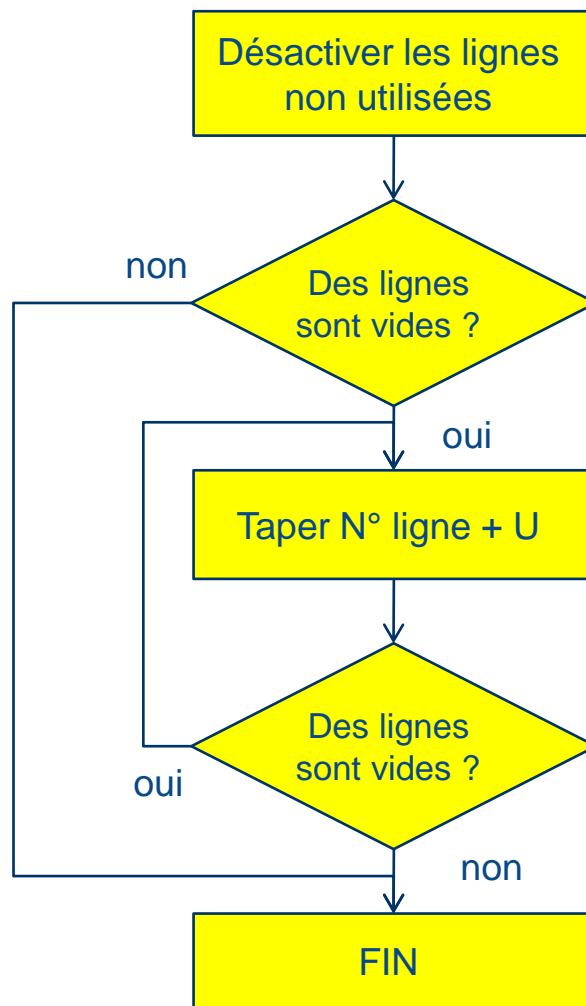 Désactiver les lignes
non utilisées
non
Des lignes
sont vides ?
oui
Taper N° ligne + U
Des lignes
sont vides ?
oui
non
FIN